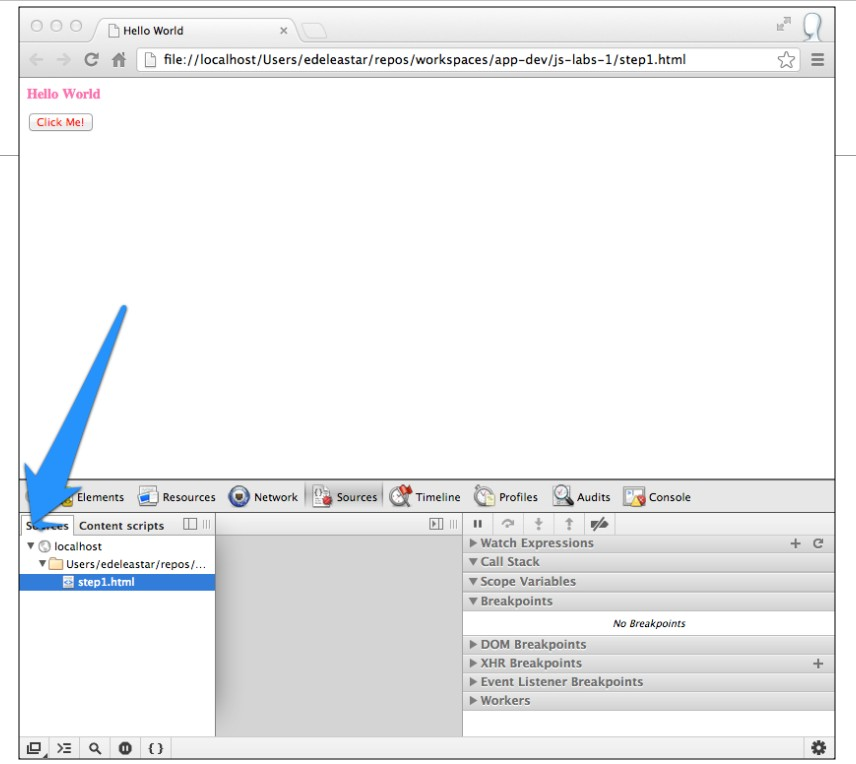 Hello World
file://localhost/Users/edeleastar/repos/workspaces/app-dev/js-labs-1/step1.html
Hello World
Click Me!
Elements Resources Network Sources Timeline Profiles Audits Console
Content scripts
localhost
Users/edeleastar/repos/...
step1.html
Watch Expressions
Call Stack
Scope Variables
Breakpoints
No Breakpoints
DOM Breakpoints
XHR Breakpoints
Event Listener Breakpoints
Workers